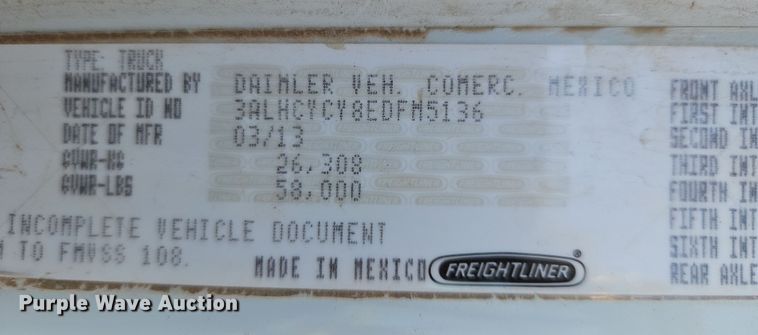 TYPE: TRUCK
MANUFACTURED BY DAIMLER VEH. COMERC. MEXICO
VEHICLE ID NO 3ALHCYCY8EDFM5136
DATE OF MFR 03/13
GVWR-KG 26,308
GVWR-LBS 58,000
INCOMPLETE VEHICLE DOCUMENT
TO FMVSS 108.
MADE IN MEXICO FREIGHTLINER®
FRONT AXL
FIRST INT
SECOND IN
THIRD INT
FOURTH IN
FIFTH INT
SIXTH INT
REAR AXLE
Purple Wave Auction